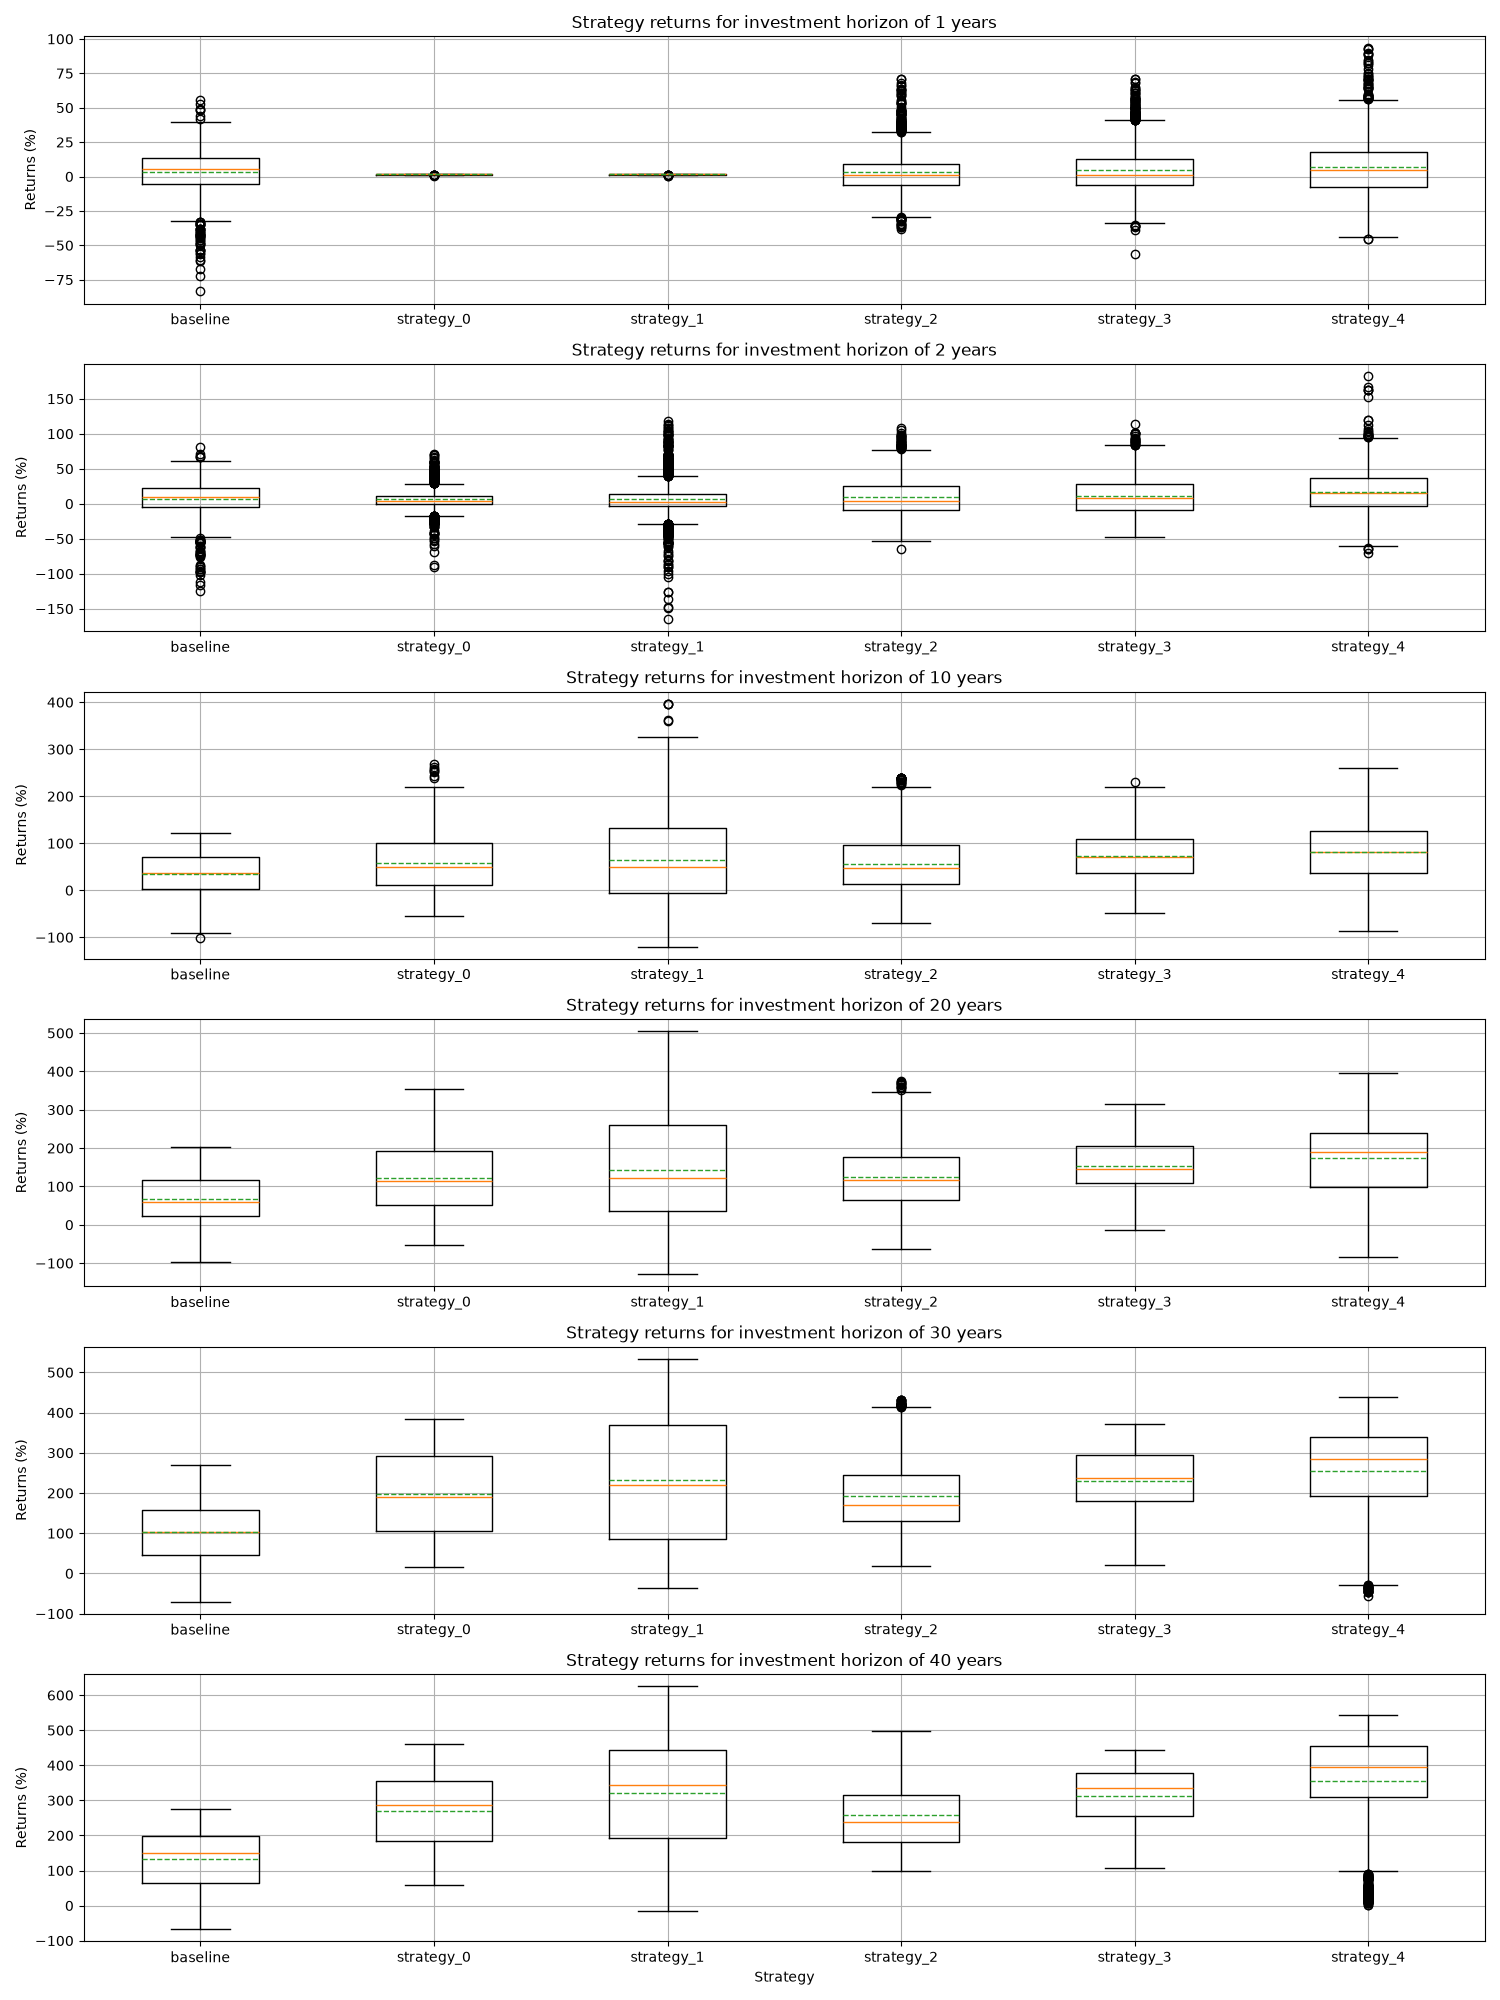 Strategy returns for investment horizon of 1 years
100
75
50
25
0
−25
−50
−75
Returns (%)
baseline strategy_0 strategy_1 strategy_2 strategy_3 strategy_4
Strategy returns for investment horizon of 2 years
150
100
50
0
−50
−100
−150
Returns (%)
baseline strategy_0 strategy_1 strategy_2 strategy_3 strategy_4
Strategy returns for investment horizon of 10 years
400
300
200
100
0
−100
Returns (%)
baseline strategy_0 strategy_1 strategy_2 strategy_3 strategy_4
Strategy returns for investment horizon of 20 years
500
400
300
200
100
0
−100
Returns (%)
baseline strategy_0 strategy_1 strategy_2 strategy_3 strategy_4
Strategy returns for investment horizon of 30 years
500
400
300
200
100
0
−100
Returns (%)
baseline strategy_0 strategy_1 strategy_2 strategy_3 strategy_4
Strategy returns for investment horizon of 40 years
600
500
400
300
200
100
0
−100
Returns (%)
baseline strategy_0 strategy_1 strategy_2 strategy_3 strategy_4
Strategy